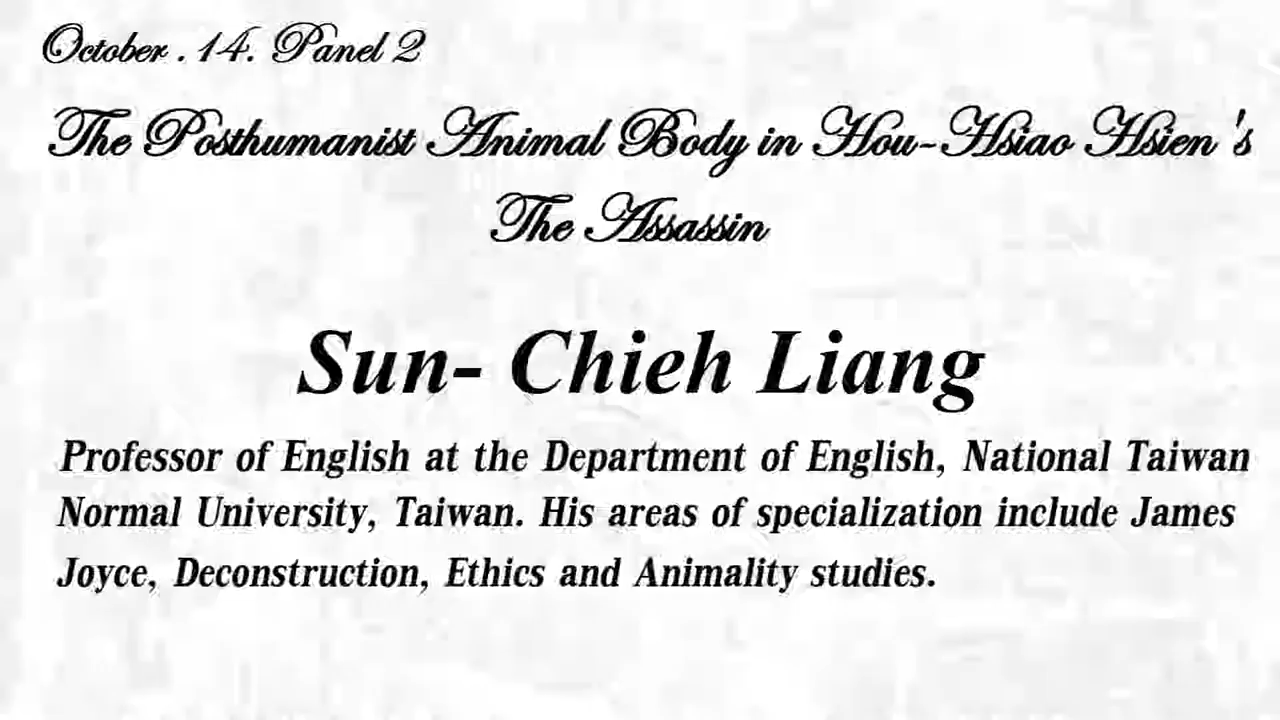 October . 14. Panel 2
The Posthumanist Animal Body in Hou-Hsiao Hsien 's
The Assassin
Sun- Chieh Liang
Professor of English at the Department of English, National Taiwan
Normal University, Taiwan. His areas of specialization include James
Joyce, Deconstruction, Ethics and Animality studies.